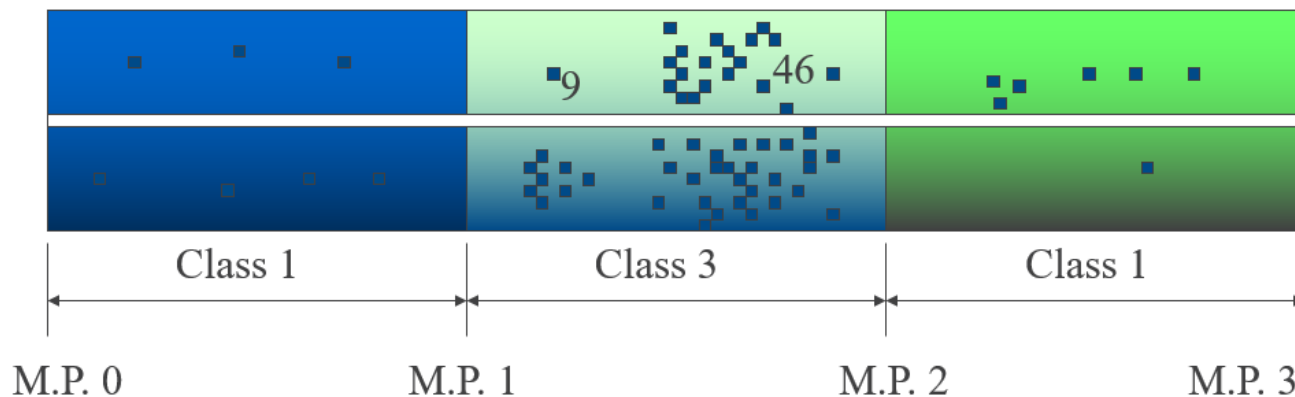 9 46
Class 1 Class 3 Class 1
M.P. 0 M.P. 1 M.P. 2 M.P. 3